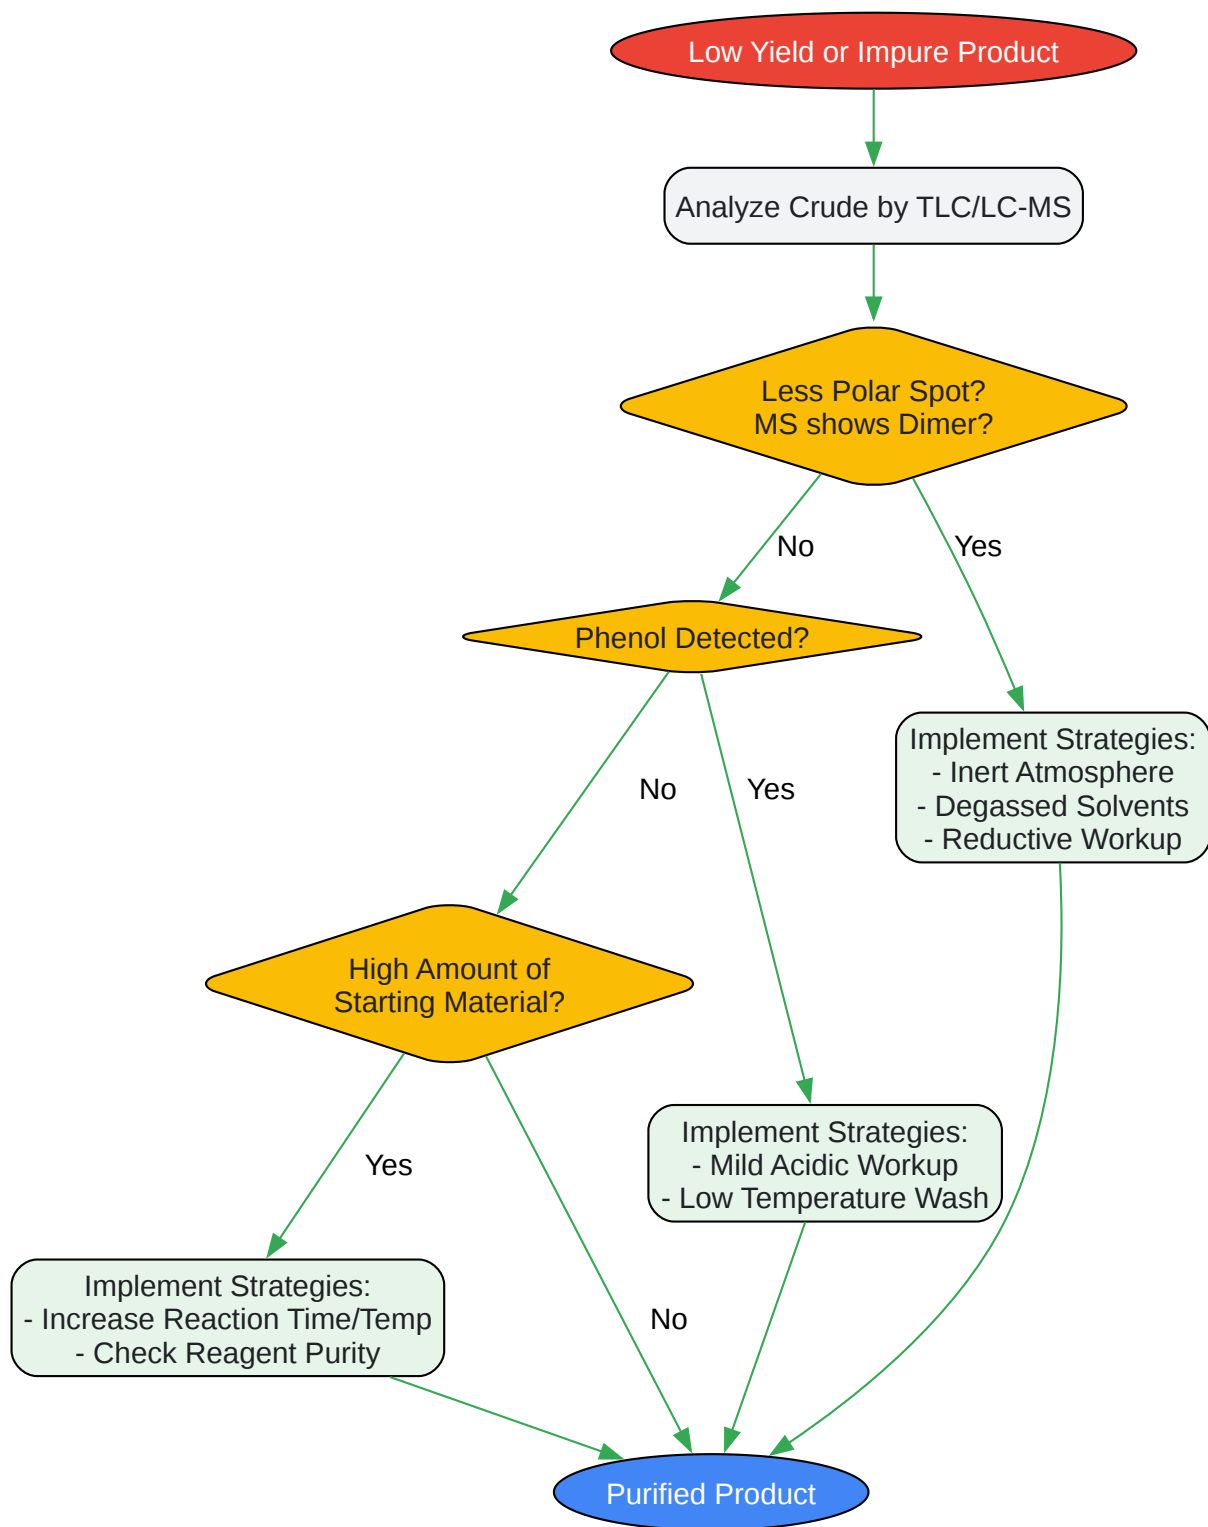 Low Yield or Impure Product
Analyze Crude by TLC/LC-MS
Less Polar Spot?
MS shows Dimer?
No
Yes
Phenol Detected?
Implement Strategies:
- Inert Atmosphere
- Degassed Solvents
- Reductive Workup
No
Yes
High Amount of
Starting Material?
Implement Strategies:
- Mild Acidic Workup
- Low Temperature Wash
Yes
Implement Strategies:
- Increase Reaction Time/Temp
- Check Reagent Purity
No
Purified Product